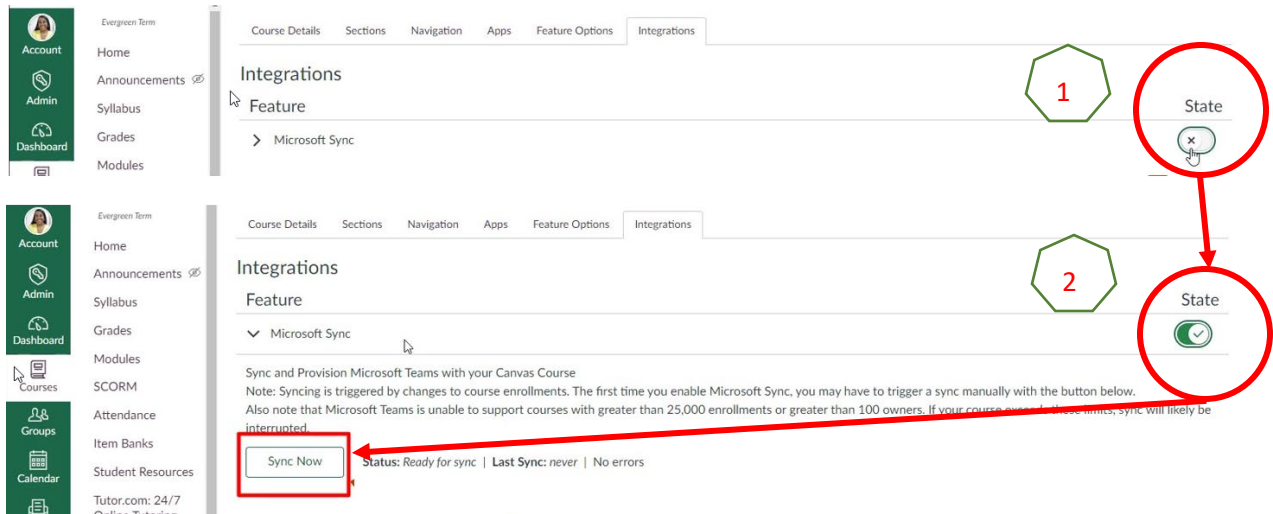 Evergreen Term
Account
Home
Announcements
Admin
Syllabus
Grades
Dashboard
Modules
Course Details Sections Navigation Apps Feature Options Integrations
Integrations
Feature State
Microsoft Sync
1
Evergreen Term
Account
Home
Announcements
Admin
Syllabus
Grades
Dashboard
Modules
Courses
SCORM
Attendance
Groups
Item Banks
Calendar
Student Resources
Tutor.com: 24/7
Online Tutoring
Course Details Sections Navigation Apps Feature Options Integrations
Integrations
Feature State
2
Microsoft Sync
Sync and Provision Microsoft Teams with your Canvas Course
Note: Syncing is triggered by changes to course enrollments. The first time you enable Microsoft Sync, you may have to trigger a sync manually with the button below.
Also note that Microsoft Teams is unable to support courses with greater than 25,000 enrollments or greater than 100 owners. If your course exceeds these limits, sync will likely be
interrupted.
Sync Now Status: Ready for sync | Last Sync: never | No errors